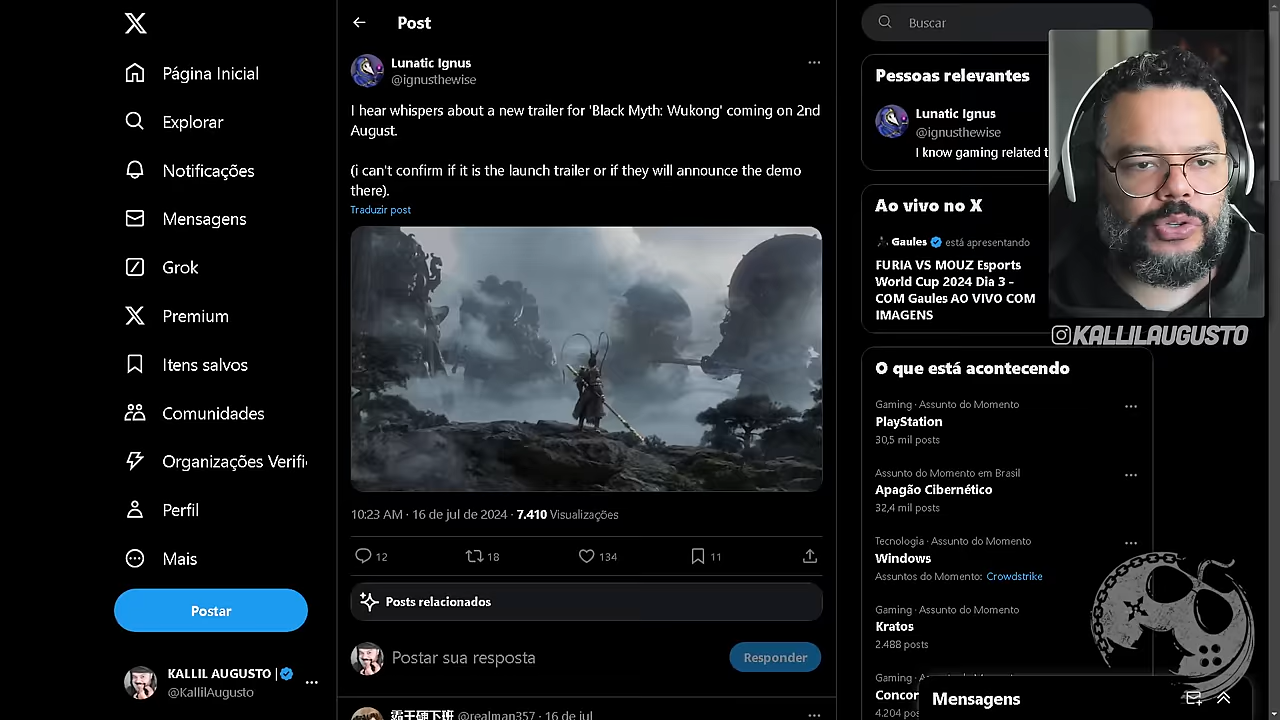 Página Inicial
Explorar
Notificações
Mensagens
Grok
Premium
Itens salvos
Comunidades
Organizações Verifi
Perfil
Mais
Postar
KALLIL AUGUSTO |
@KallilAugusto
Post
Lunatic Ignus
@ignusthewise
I hear whispers about a new trailer for 'Black Myth: Wukong' coming on 2nd
August.
(i can't confirm if it is the launch trailer or if they will announce the demo
there).
Traduzir post
10:23 AM · 16 de jul de 2024 · 7.410 Visualizações
12 18 134 11
Posts relacionados
Postar sua resposta
Responder
@realman357 · 16 de jul
Buscar
Pessoas relevantes
Lunatic Ignus
@ignusthewise
I know gaming related t
Ao vivo no X
Gaules está apresentando
FURIA VS MOUZ Esports
World Cup 2024 Dia 3 –
COM Gaules AO VIVO COM
IMAGENS
KALLILAUGUSTO
O que está acontecendo
Gaming · Assunto do Momento
PlayStation
30,5 mil posts
Assunto do Momento em Brasil
Apagão Cibernético
32,4 mil posts
Tecnologia · Assunto do Momento
Windows
Assuntos do Momento: Crowdstrike
Gaming · Assunto do Momento
Kratos
2.488 posts
Gaming · A
Concor
4.204 pos
Mensagens